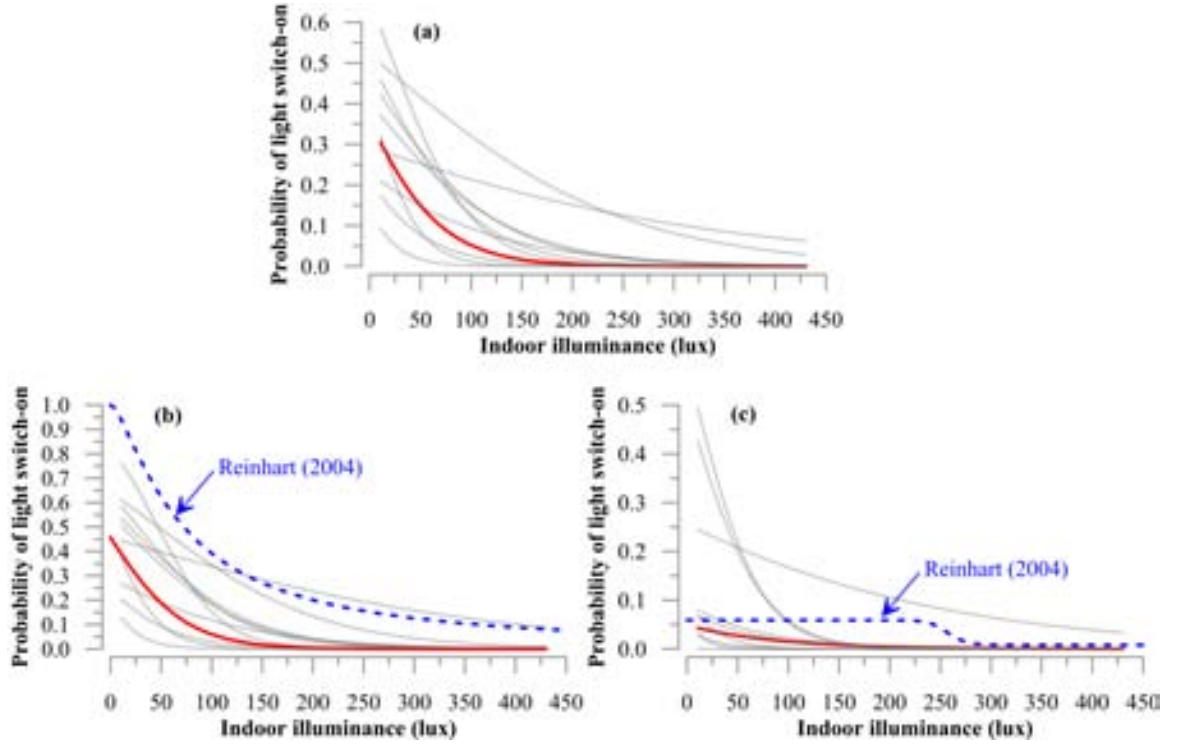 (a)
Probability of light switch-on
0.6
0.5
0.4
0.3
0.2
0.1
0.0
0 50 100 150 200 250 300 350 400 450
Indoor illuminance (lux)
(b)
Probability of light switch-on
1.0
0.9
0.8
0.7
0.6
0.5
0.4
0.3
0.2
0.1
0.0
Reinhart (2004)
0 50 100 150 200 250 300 350 400 450
Indoor illuminance (lux)
(c)
Probability of light switch-on
0.5
0.4
0.3
0.2
0.1
0.0
Reinhart (2004)
0 50 100 150 200 250 300 350 400 450
Indoor illuminance (lux)